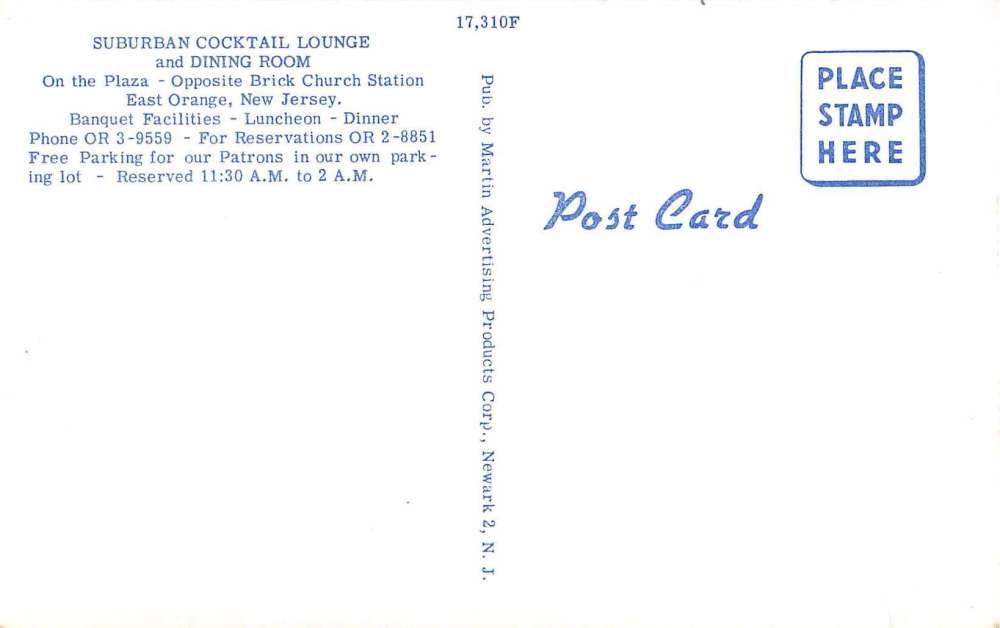 17,310F
SUBURBAN COCKTAIL LOUNGE
and DINING ROOM
On the Plaza - Opposite Brick Church Station
East Orange, New Jersey.
Banquet Facilities - Luncheon - Dinner
Phone OR 3-9559 - For Reservations OR 2-8851
Free Parking for our Patrons in our own park-
ing lot - Reserved 11:30 A.M. to 2 A.M.
Pub. by Martin Advertising Products Corp., Newark 2, N. J.
PLACE
STAMP
HERE
Post Card